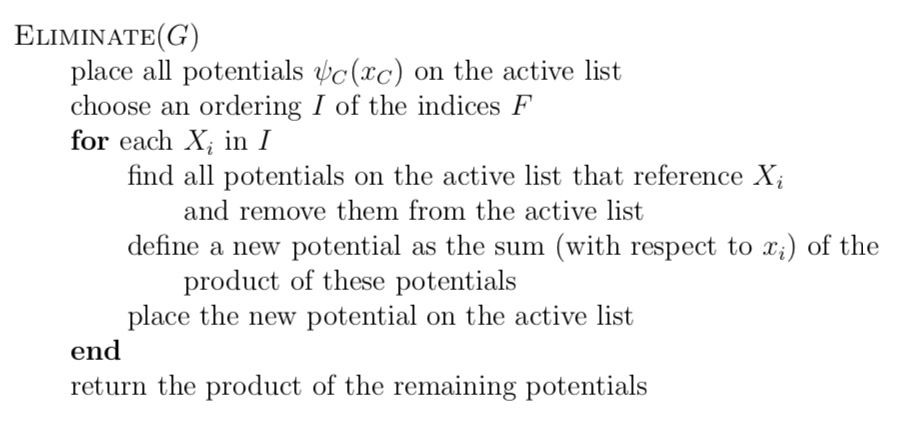 ELIMINATE(G)
place all potentials ψ_C(x_C) on the active list
choose an ordering I of the indices F
for each X_i in I
find all potentials on the active list that reference X_i
and remove them from the active list
define a new potential as the sum (with respect to x_i) of the
product of these potentials
place the new potential on the active list
end
return the product of the remaining potentials